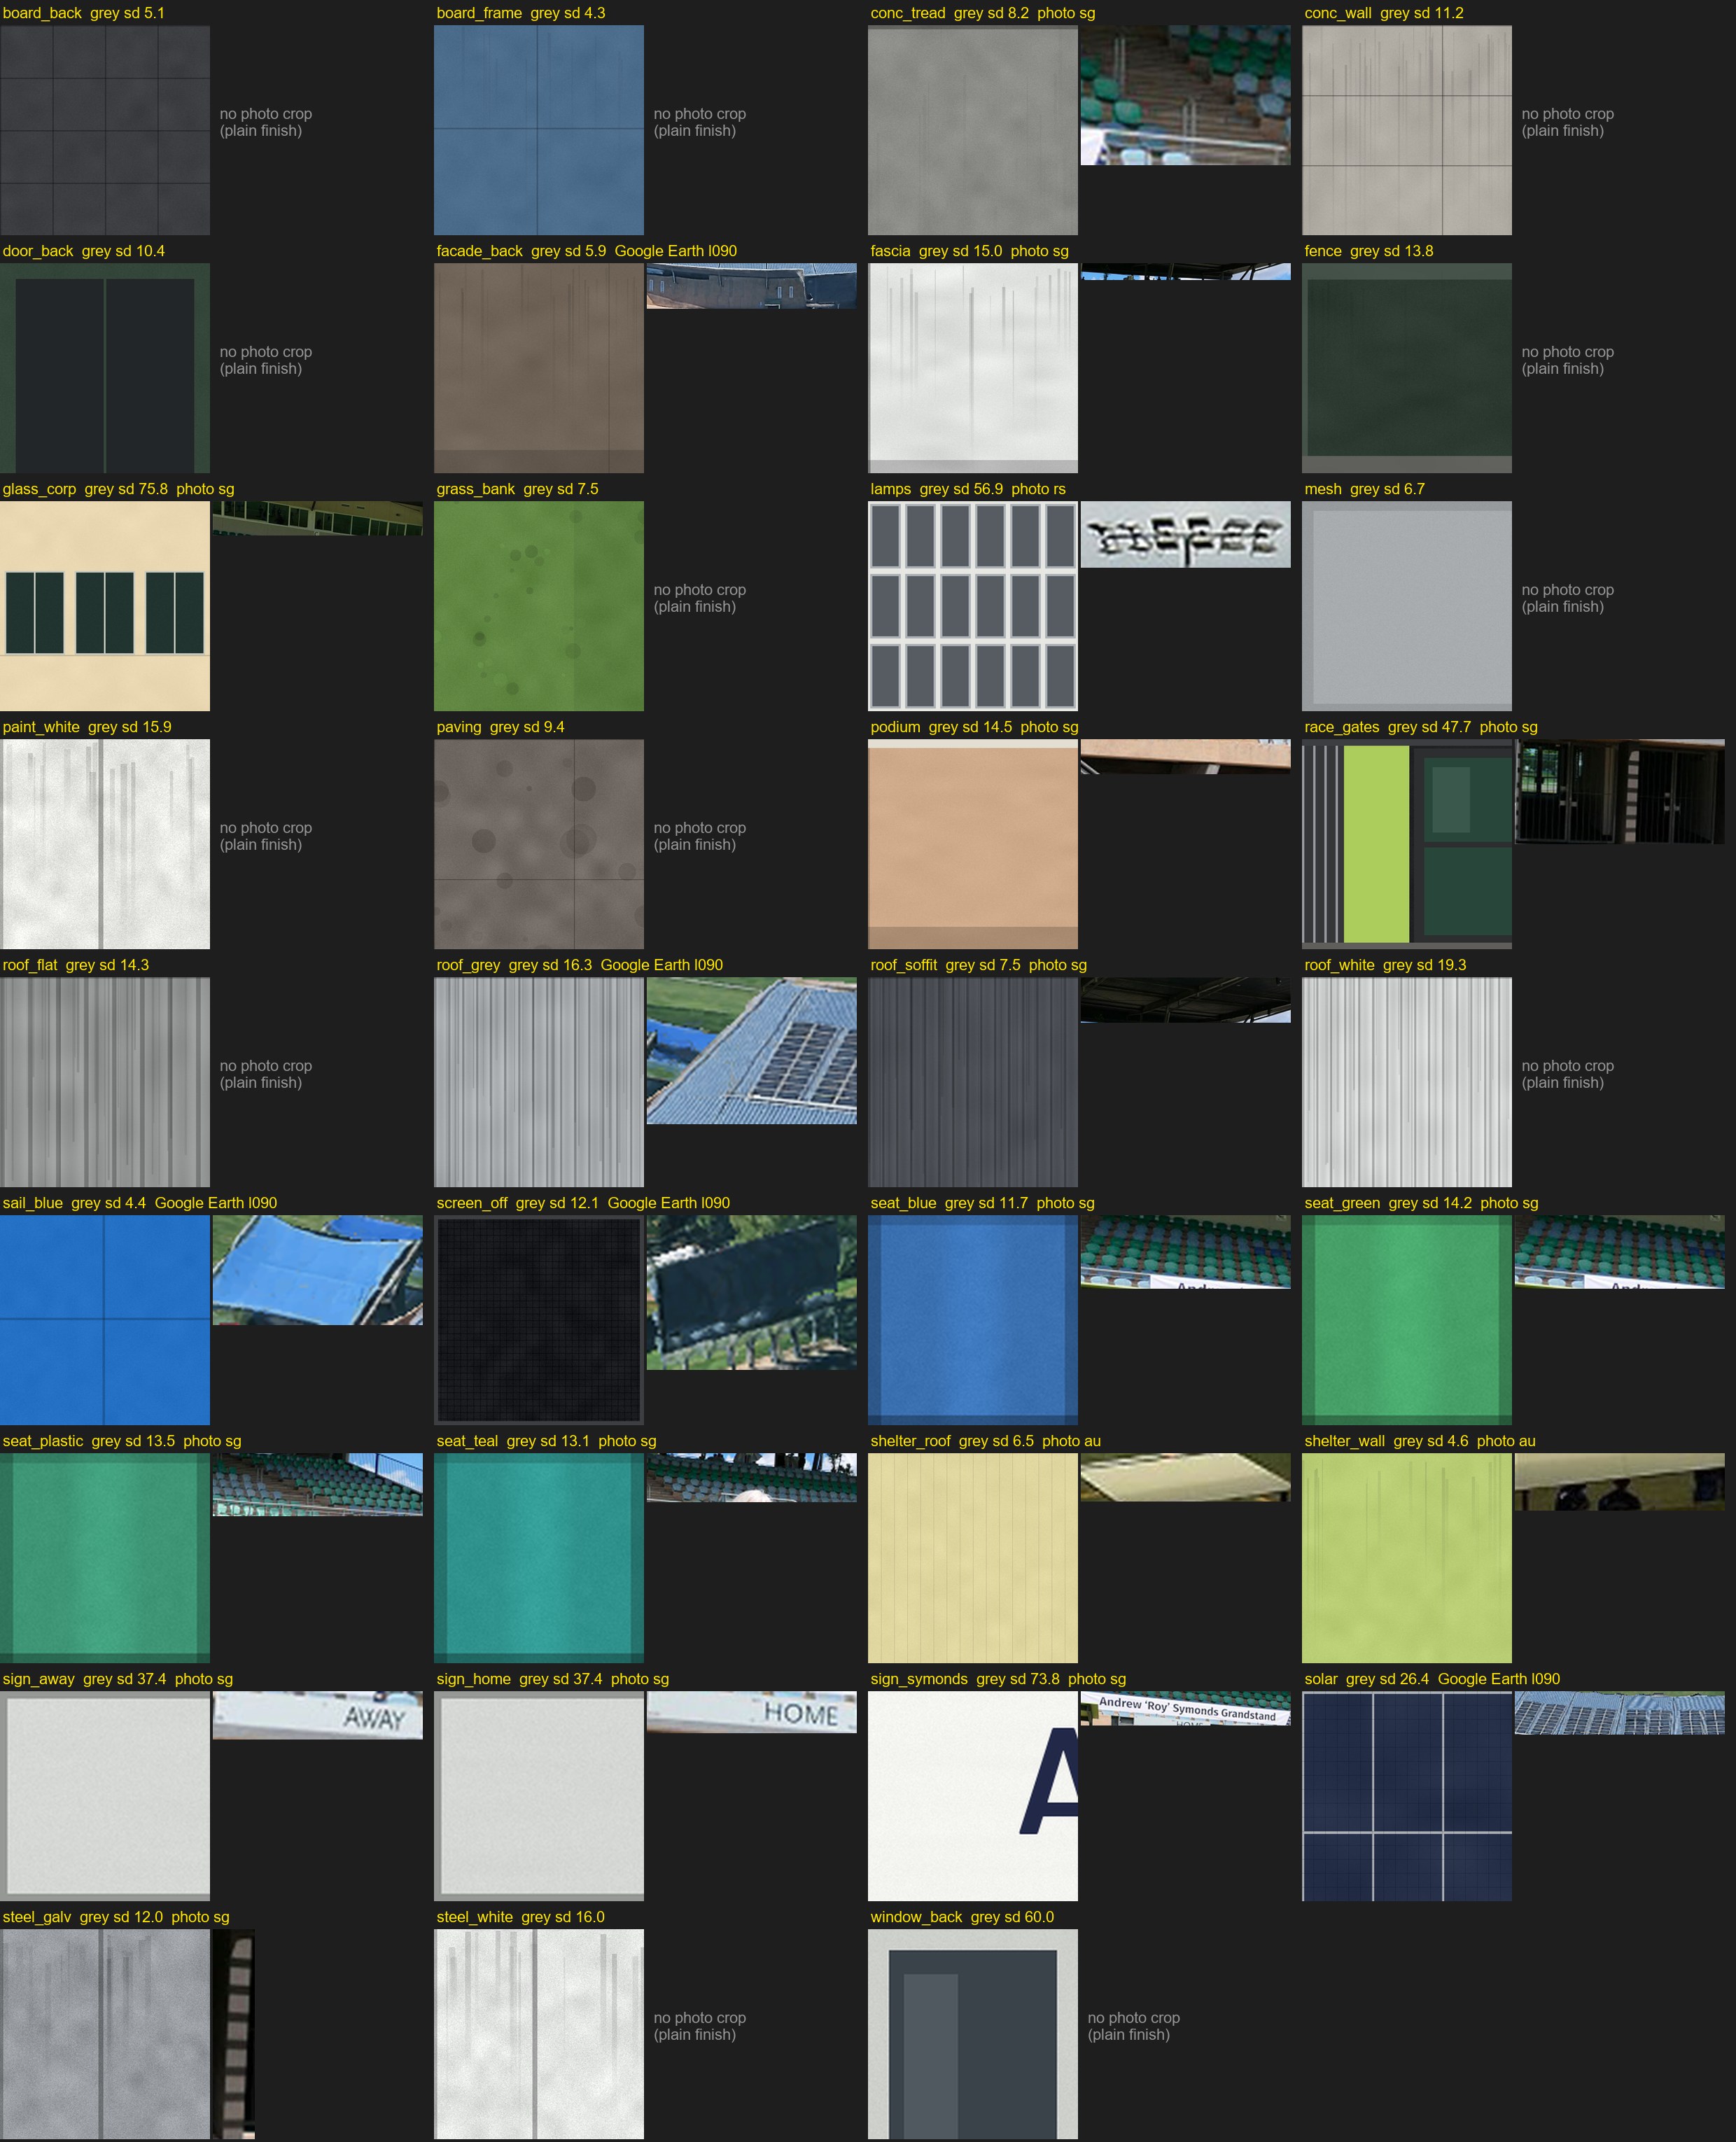 board_back  grey sd 5.1
board_frame  grey sd 4.3
conc_tread  grey sd 8.2  photo sg
conc_wall  grey sd 11.2
no photo crop
(plain finish)
no photo crop
(plain finish)
no photo crop
(plain finish)
door_back  grey sd 10.4
facade_back  grey sd 5.9  Google Earth l090
fascia  grey sd 15.0  photo sg
fence  grey sd 13.8
no photo crop
(plain finish)
no photo crop
(plain finish)
glass_corp  grey sd 75.8  photo sg
grass_bank  grey sd 7.5
lamps  grey sd 56.9  photo rs
mesh  grey sd 6.7
no photo crop
(plain finish)
no photo crop
(plain finish)
paint_white  grey sd 15.9
paving  grey sd 9.4
podium  grey sd 14.5  photo sg
race_gates  grey sd 47.7  photo sg
no photo crop
(plain finish)
no photo crop
(plain finish)
roof_flat  grey sd 14.3
roof_grey  grey sd 16.3  Google Earth l090
roof_soffit  grey sd 7.5  photo sg
roof_white  grey sd 19.3
no photo crop
(plain finish)
no photo crop
(plain finish)
sail_blue  grey sd 4.4  Google Earth l090
screen_off  grey sd 12.1  Google Earth l090
seat_blue  grey sd 11.7  photo sg
seat_green  grey sd 14.2  photo sg
seat_plastic  grey sd 13.5  photo sg
seat_teal  grey sd 13.1  photo sg
shelter_roof  grey sd 6.5  photo au
shelter_wall  grey sd 4.6  photo au
sign_away  grey sd 37.4  photo sg
sign_home  grey sd 37.4  photo sg
sign_symonds  grey sd 73.8  photo sg
solar  grey sd 26.4  Google Earth l090
AWAY
HOME
A
Andrew 'Roy' Symonds Grandstand
steel_galv  grey sd 12.0  photo sg
steel_white  grey sd 16.0
window_back  grey sd 60.0
no photo crop
(plain finish)
no photo crop
(plain finish)